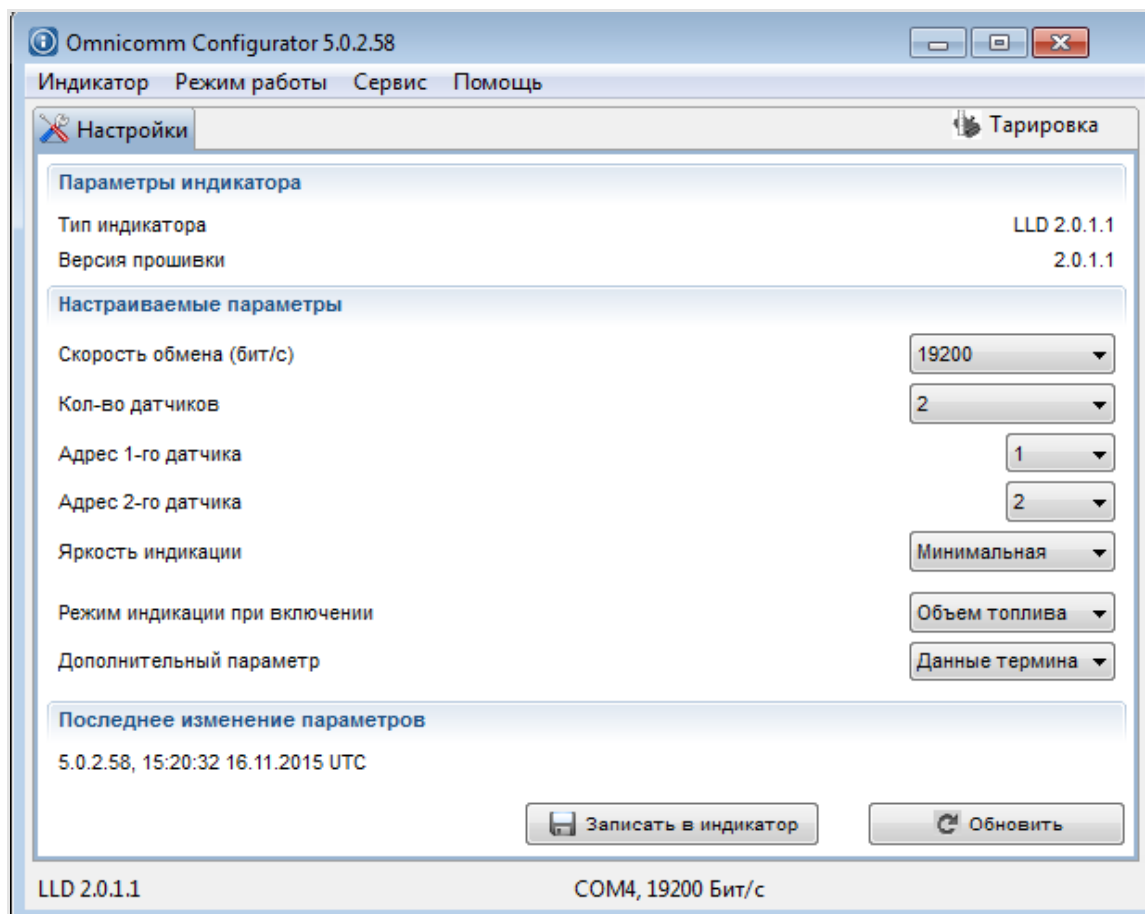 Omnicomm Configurator 5.0.2.58
Индикатор Режим работы Сервис Помощь
Настройки Тарировка
Параметры индикатора
Тип индикатора LLD 2.0.1.1
Версия прошивки 2.0.1.1
Настраиваемые параметры
Скорость обмена (бит/с) 19200
Кол-во датчиков 2
Адрес 1-го датчика 1
Адрес 2-го датчика 2
Яркость индикации Минимальная
Режим индикации при включении Объем топлива
Дополнительный параметр Данные термина
Последнее изменение параметров
5.0.2.58, 15:20:32 16.11.2015 UTC
Записать в индикатор Обновить
LLD 2.0.1.1 COM4, 19200 Бит/с